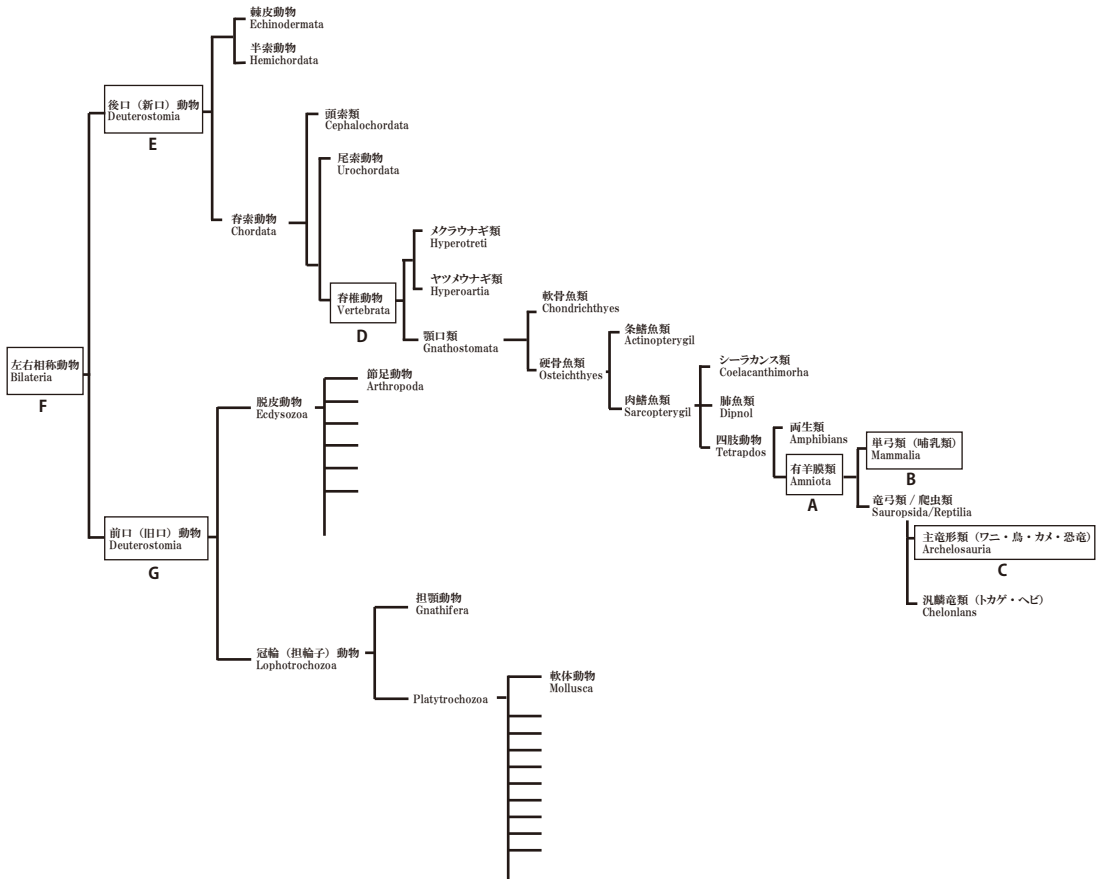 棘皮動物
Echinodermata
半索動物
Hemichordata
後口（新口）動物
Deuterostomia
E
頭索類
Cephalochordata
尾索動物
Urochordata
脊索動物
Chordata
メクラウナギ類
Hyperotreti
ヤツメウナギ類
Hyperoartia
脊椎動物
Vertebrata
D
顎口類
Gnathostomata
軟骨魚類
Chondrichthyes
硬骨魚類
Osteichthyes
条鰭魚類
Actinopterygil
肉鰭魚類
Sarcopterygil
シーラカンス類
Coelacanthimorha
肺魚類
Dipnol
四肢動物
Tetrapdos
両生類
Amphibians
有羊膜類
Amniota
A
単弓類（哺乳類）
Mammalia
B
竜弓類 / 爬虫類
Sauropsida/Reptilia
主竜形類（ワニ・鳥・カメ・恐竜）
Archelosauria
C
汎鱗竜類（トカゲ・ヘビ）
Chelonlans
左右相称動物
Bilateria
F
脱皮動物
Ecdysozoa
節足動物
Arthropoda
前口（旧口）動物
Deuterostomia
G
担顎動物
Gnathifera
冠輪（担輪子）動物
Lophotrochozoa
Platytrochozoa
軟体動物
Mollusca